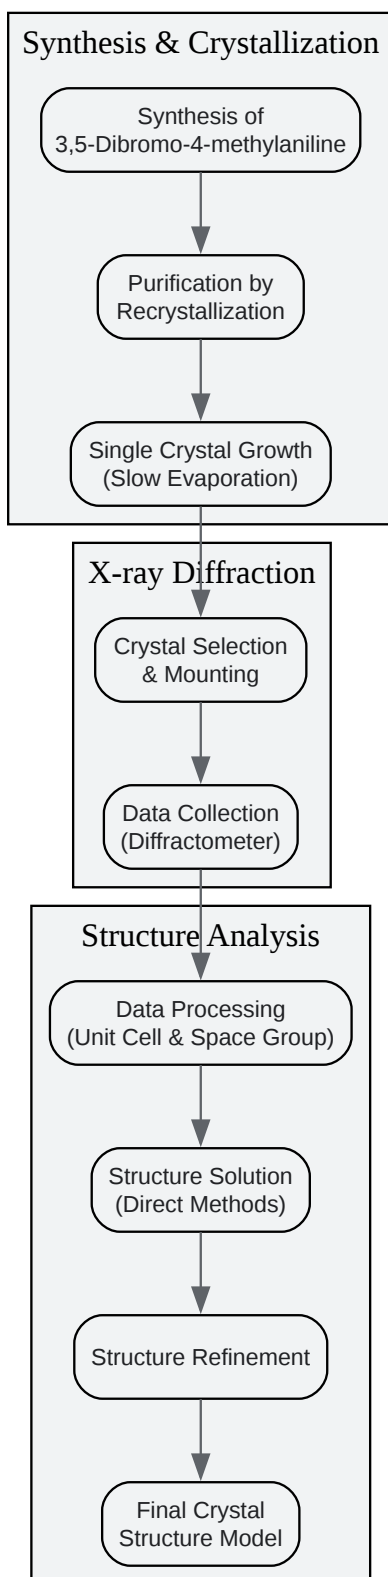 Synthesis & Crystallization
Synthesis of
3,5-Dibromo-4-methylaniline
Purification by
Recrystallization
Single Crystal Growth
(Slow Evaporation)
X-ray Diffraction
Crystal Selection
& Mounting
Data Collection
(Diffractometer)
Structure Analysis
Data Processing
(Unit Cell & Space Group)
Structure Solution
(Direct Methods)
Structure Refinement
Final Crystal
Structure Model